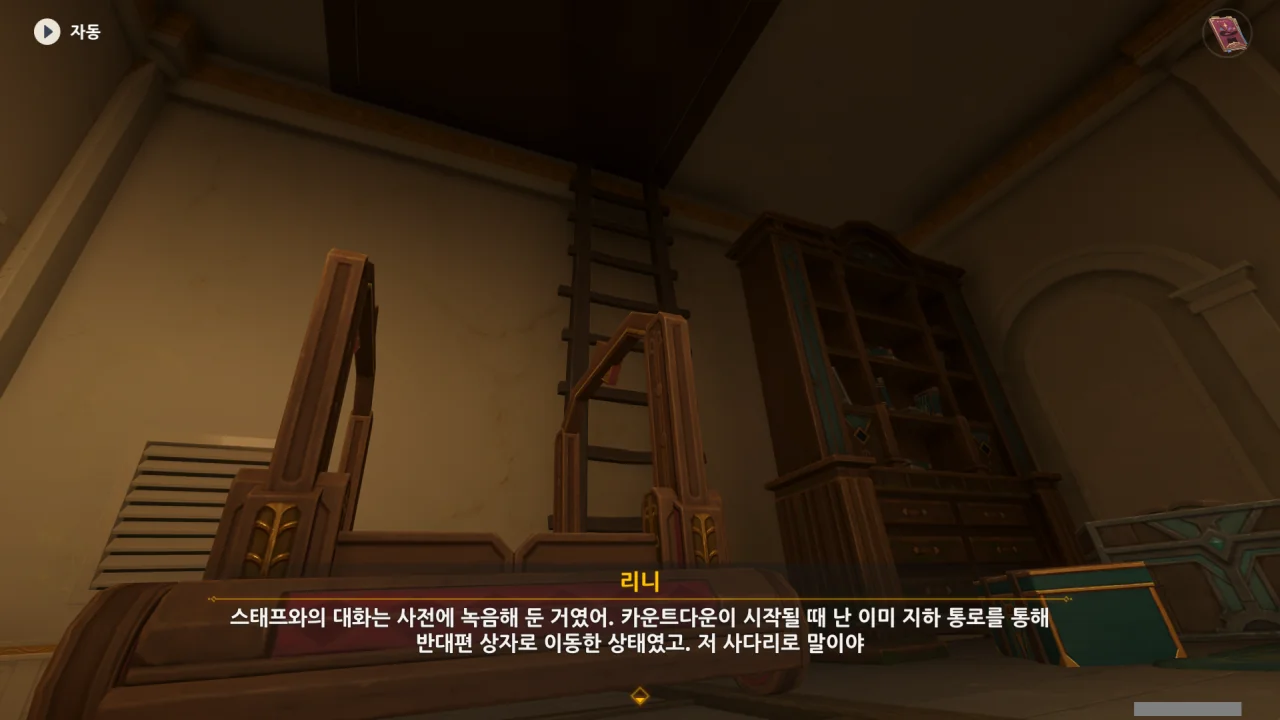 자동
리니
스태프와의 대화는 사전에 녹음해 둔 거였어. 카운트다운이 시작될 때 난 이미 지하 통로를 통해
반대편 상자로 이동한 상태였고. 저 사다리로 말이야